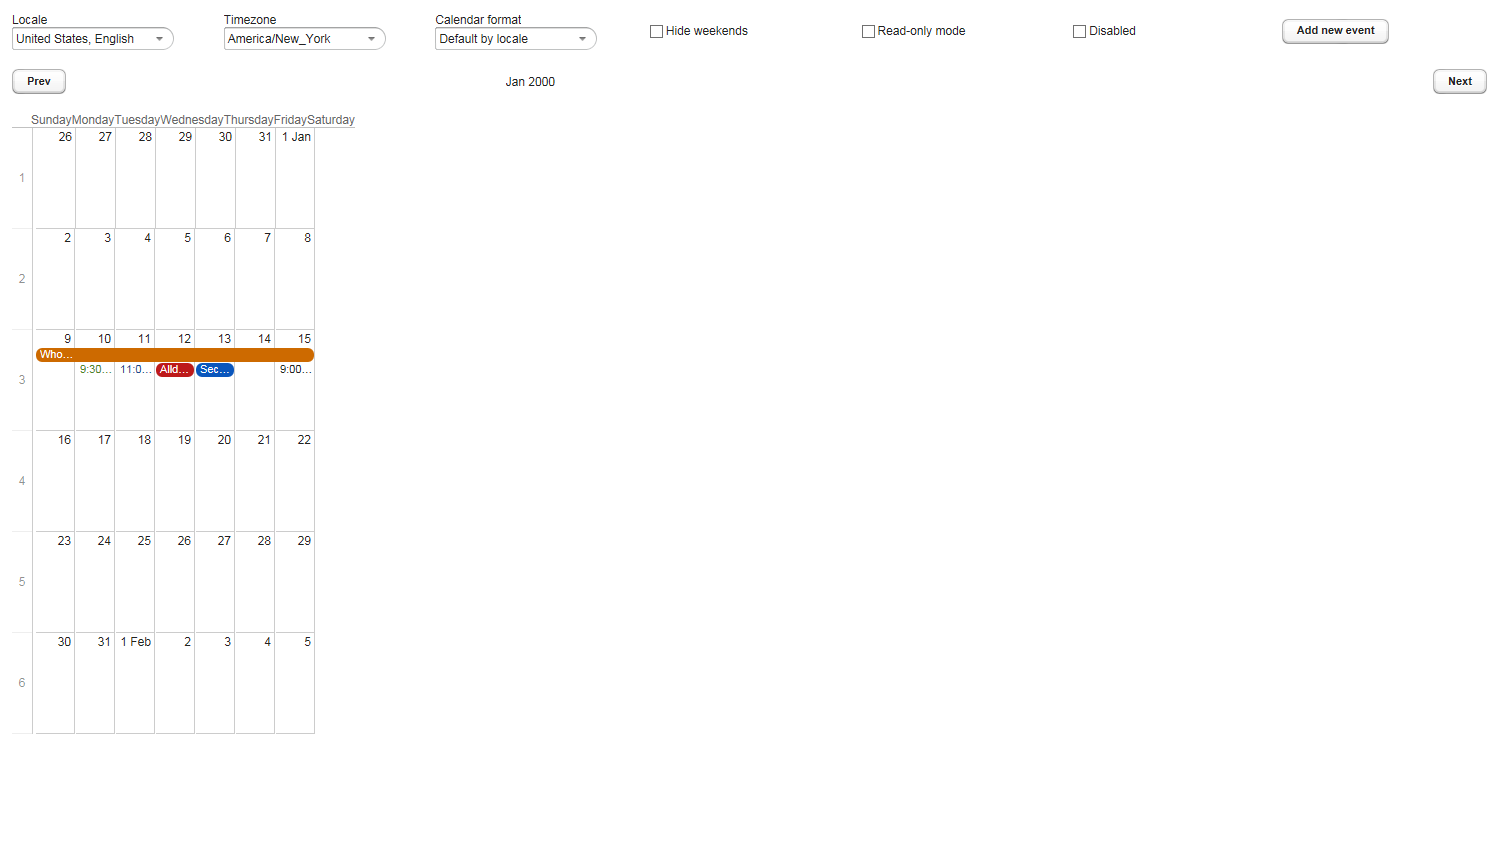 Locale Timezone Calendar format
United States, English America/New_York Default by locale Hide weekends Read-only mode Disabled Add new event
Prev Jan 2000 Next
Sunday Monday Tuesday Wednesday Thursday Friday Saturday
26 27 28 29 30 31 1 Jan
1
2 3 4 5 6 7 8
2
9 10 11 12 13 14 15
Who...
9:30... 11:0... Alld... Sec... 9:00...
3
16 17 18 19 20 21 22
4
23 24 25 26 27 28 29
5
30 31 1 Feb 2 3 4 5
6